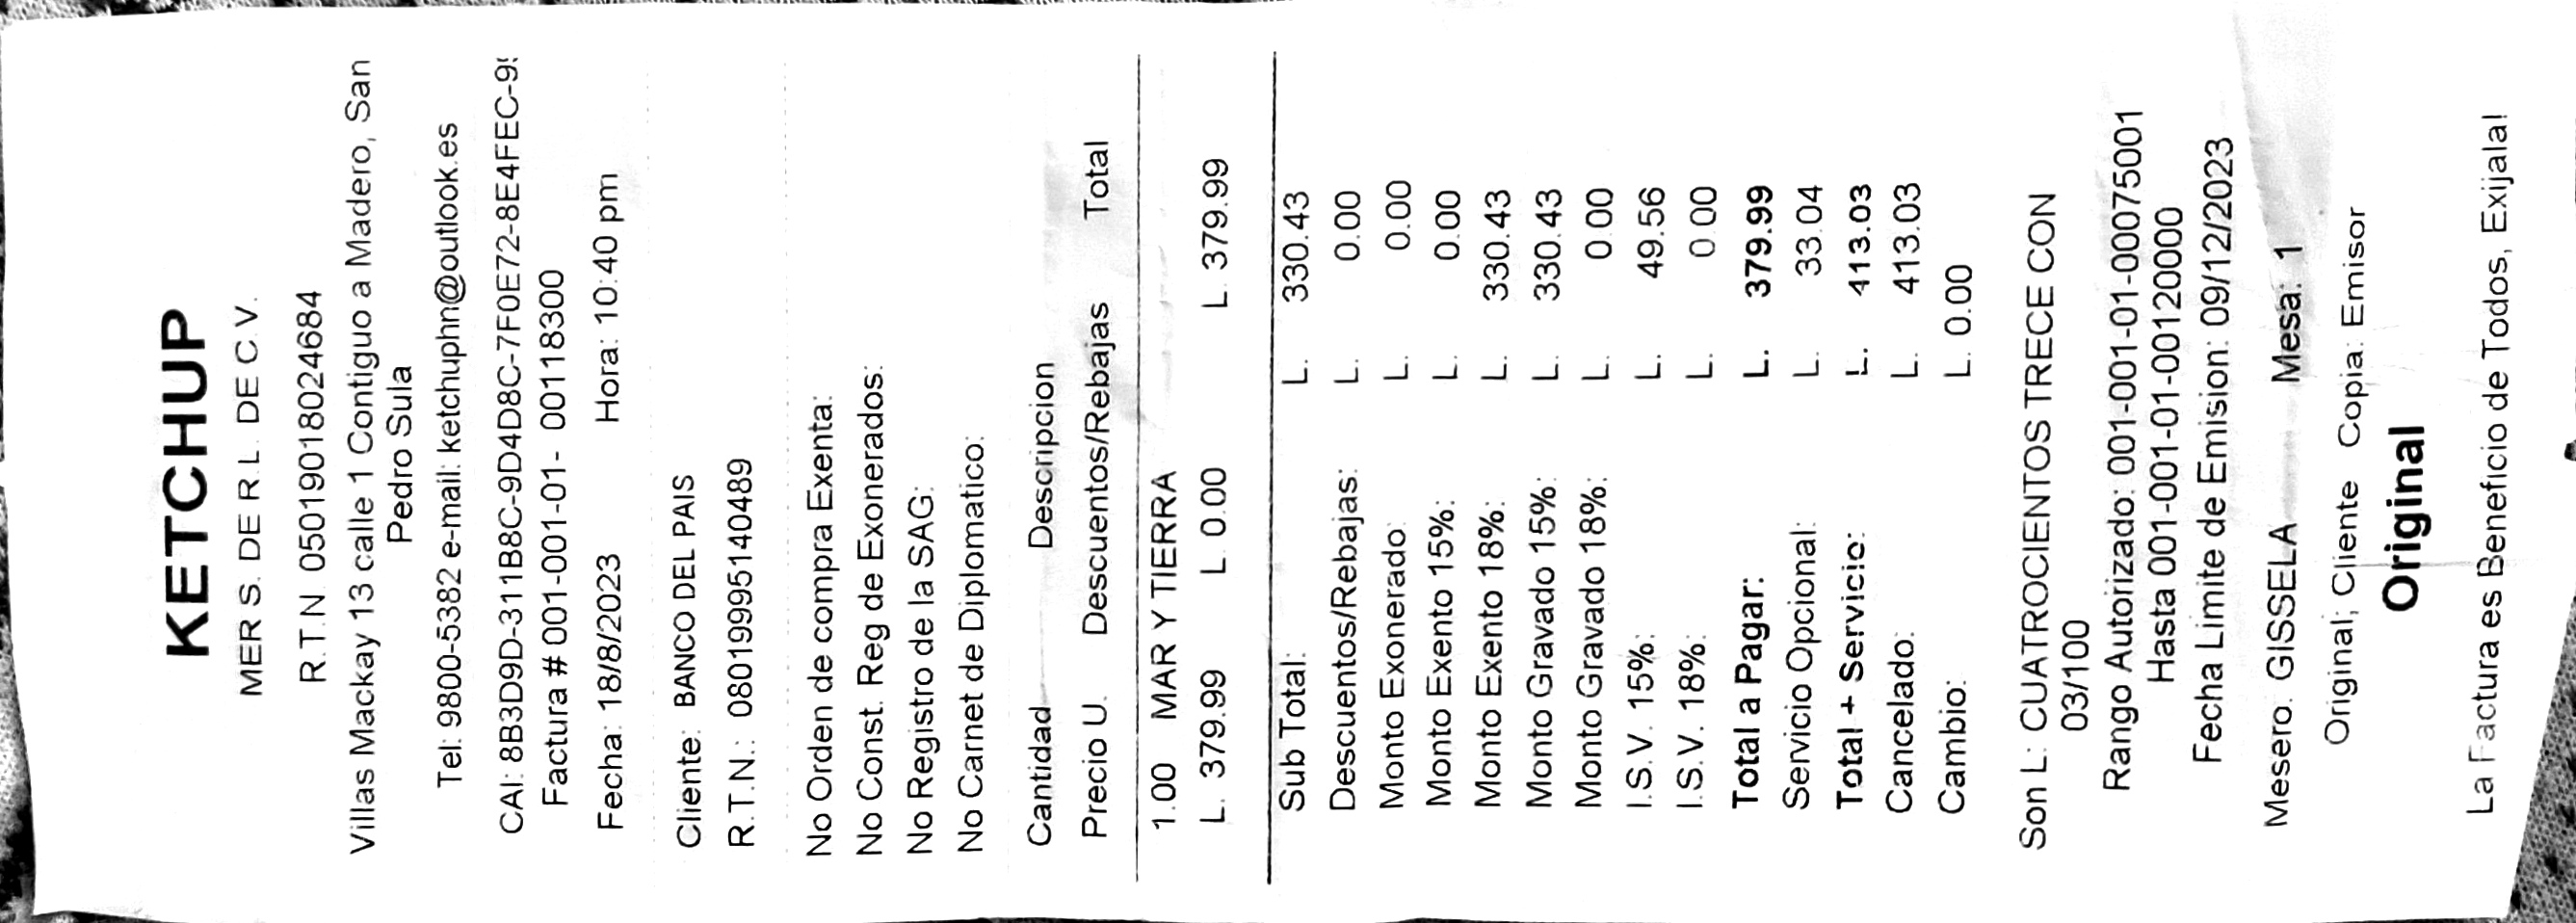 KETCHUP
MER S. DE R.L. DE C.V.
R.T.N. 05019018024684
Villas Mackay 13 calle 1 Contiguo a Madero, San
Pedro Sula
Tel: 9800-5382 e-mail: ketchuphn@outlook.es
CAI: 8B3D9D-311B8C-9D4D8C-7F0E72-8E4FEC-9
Factura # 001-001-01- 00118300
Fecha: 18/8/2023 Hora: 10:40 pm
Cliente: BANCO DEL PAIS
R.T.N.: 08019995140489
No Orden de compra Exenta:
No Const. Reg de Exonerados:
No Registro de la SAG:
No Carnet de Diplomatico:
Cantidad Descripcion
Precio U. Descuentos/Rebajas Total
1.00 MAR Y TIERRA
L. 379.99 L. 0.00 L. 379.99
Sub Total: L. 330.43
Descuentos/Rebajas: L. 0.00
Monto Exonerado: L. 0.00
Monto Exento 15%: L. 0.00
Monto Exento 18%: L. 330.43
Monto Gravado 15%: L. 330.43
Monto Gravado 18%: L. 0.00
I.S.V. 15%: L. 49.56
I.S.V. 18%: L. 0.00
Total a Pagar: L. 379.99
Servicio Opcional: L. 33.04
Total + Servicio: L. 413.03
Cancelado: L. 413.03
Cambio: L. 0.00
Son L: CUATROCIENTOS TRECE CON
03/100
Rango Autorizado: 001-001-01-00075001
Hasta 001-001-01-00120000
Fecha Limite de Emision: 09/12/2023
Mesero: GISSELA Mesa: 1
Original; Cliente Copia: Emisor
Original
La Factura es Beneficio de Todos, Exijala!